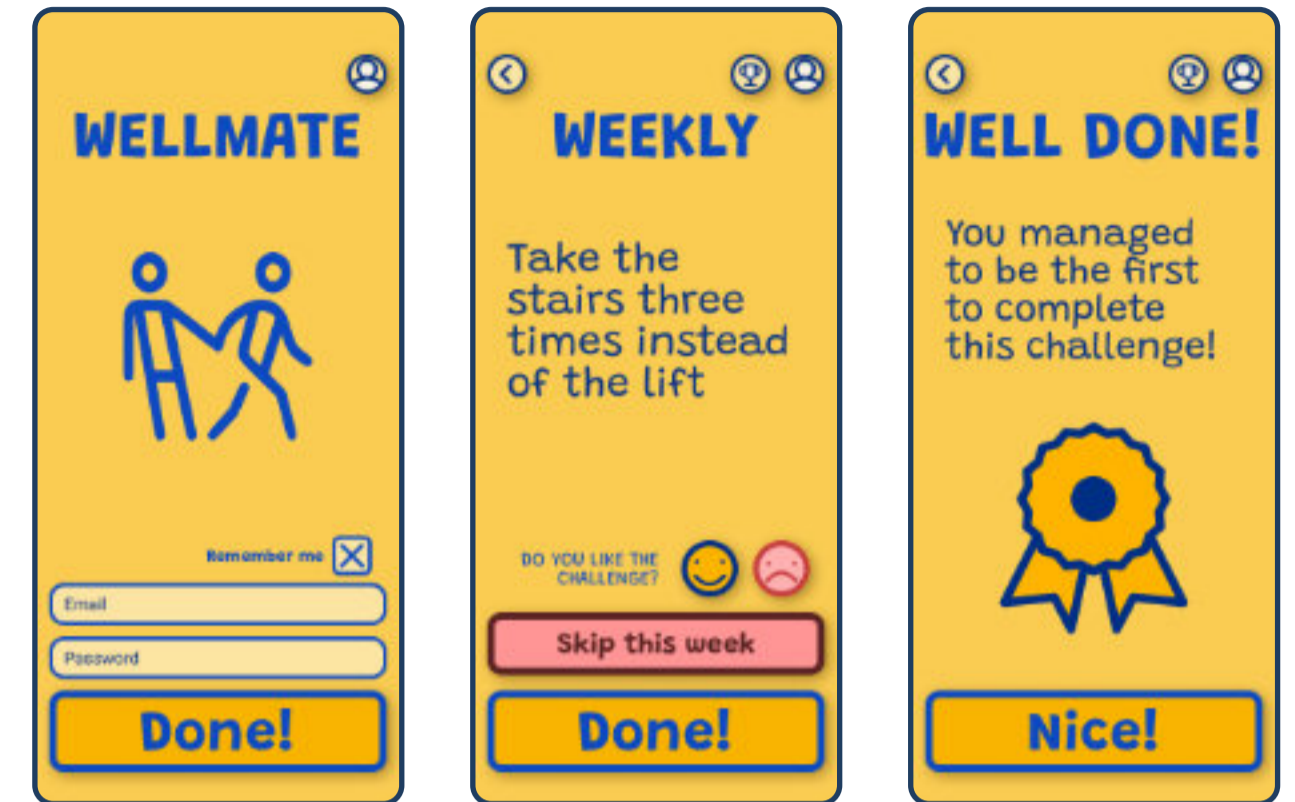 WELLMATE
Remember me
Email
Password
Done!
WEEKLY
Take the
stairs three
times instead
of the lift
DO YOU LIKE THE
CHALLENGE?
Skip this week
Done!
WELL DONE!
You managed
to be the first
to complete
this challenge!
Nice!